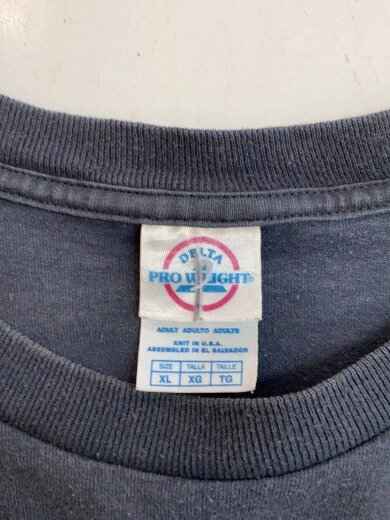 DELTA
PRO WEIGHT®
ADULT ADULTO ADULTE
KNIT IN U.S.A.
ASSEMBLED IN EL SALVADOR
SIZE TALLA TAILLE
XL XG TG